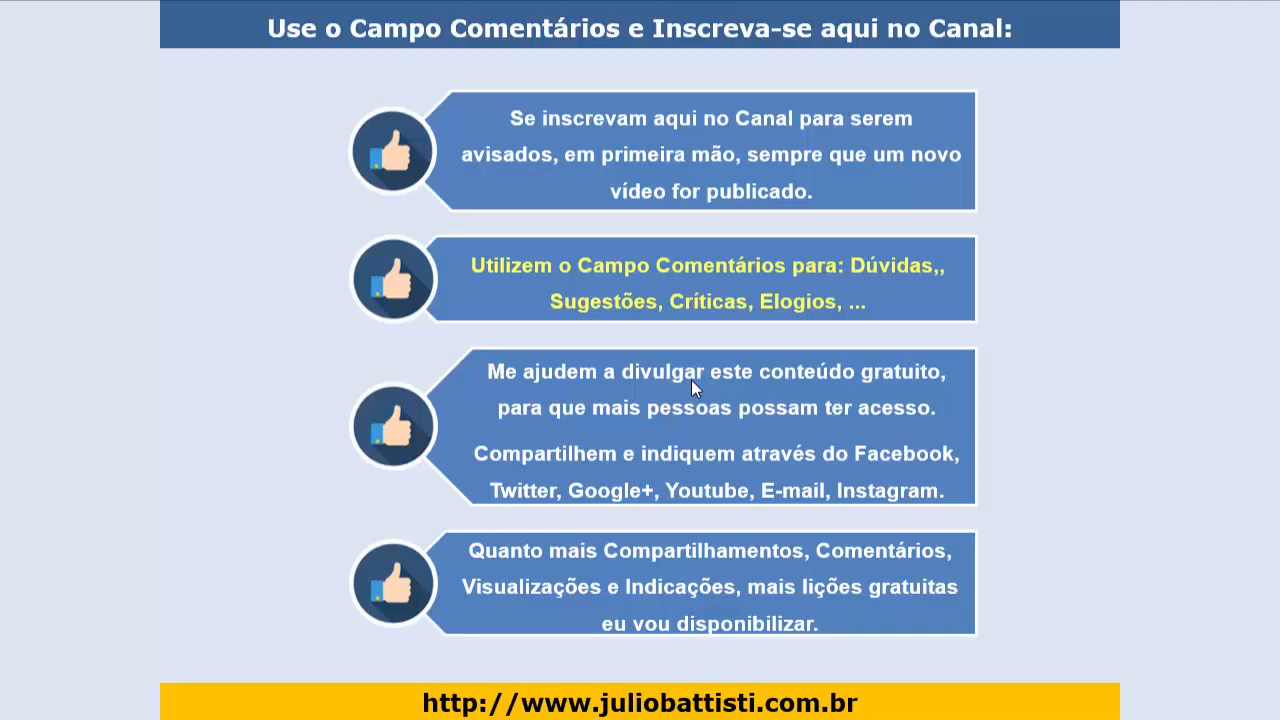 Use o Campo Comentários e Inscreva-se aqui no Canal:
Se inscrevam aqui no Canal para serem
avisados, em primeira mão, sempre que um novo
vídeo for publicado.
Utilizem o Campo Comentários para: Dúvidas,,
Sugestões, Críticas, Elogios, ...
Me ajudem a divulgar este conteúdo gratuito,
para que mais pessoas possam ter acesso.
Compartilhem e indiquem através do Facebook,
Twitter, Google+, Youtube, E-mail, Instagram.
Quanto mais Compartilhamentos, Comentários,
Visualizações e Indicações, mais lições gratuitas
eu vou disponibilizar.
http://www.juliobattisti.com.br